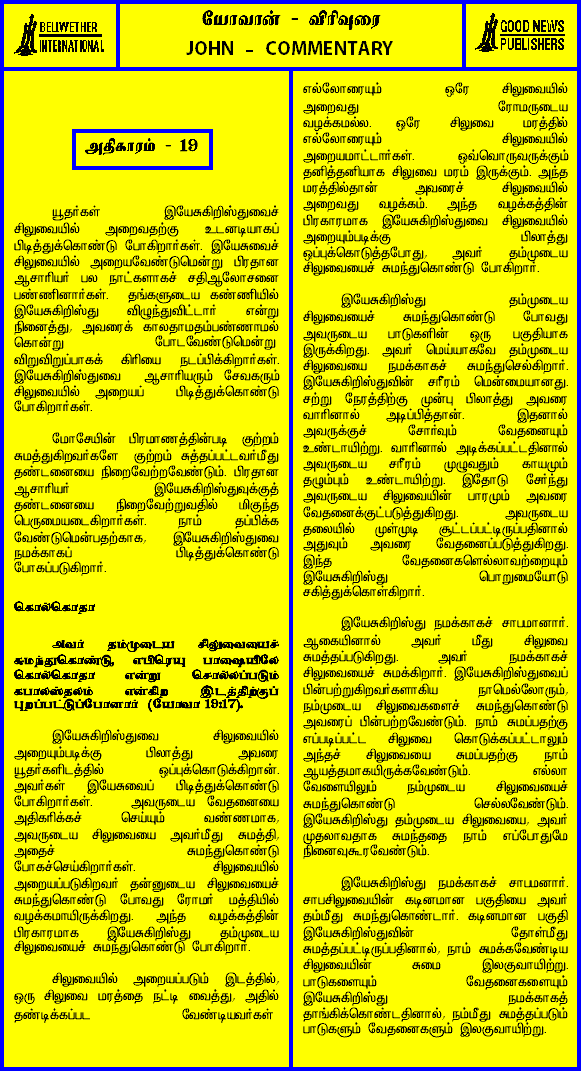 BELLWETHER
INTERNATIONAL
யோவான் - விரிவுரை
JOHN - COMMENTARY
GOOD NEWS
PUBLISHERS
அதிகாரம் - 19
யூதர்கள் இயேசுகிறிஸ்துவைச்
சிலுவையில் அறைவதற்கு உடனடியாகப்
பிடித்துக்கொண்டு போகிறார்கள். இயேசுவைச்
சிலுவையில் அறையவேண்டுமென்று பிரதான
ஆசாரியர் பல நாட்களாகச் சதிஆலோசனை
பண்ணினார்கள். தங்களுடைய கண்ணியில்
இயேசுகிறிஸ்து விழுந்துவிட்டார் என்று
நினைத்து, அவரைக் காலதாமதம்பண்ணாமல்
கொன்று போடவேண்டுமென்று
விறுவிறுப்பாகக் கிரியை நடப்பிக்கிறார்கள்.
இயேசுகிறிஸ்துவை ஆசாரியரும் சேவகரும்
சிலுவையில் அறையப் பிடித்துக்கொண்டு
போகிறார்கள்.
மோசேயின் பிரமாணத்தின்படி குற்றம்
சுமத்துகிறவர்களே குற்றம் சுத்தப்பட்டவர்மீது
தண்டனையை நிறைவேற்றவேண்டும். பிரதான
ஆசாரியர் இயேசுகிறிஸ்துவுக்குத்
தண்டனையை நிறைவேற்றுவதில் மிகுந்த
பெருமையடைகிறார்கள். நாம் தப்பிக்க
வேண்டுமென்பதற்காக, இயேசுகிறிஸ்துவை
நமக்காகப் பிடித்துக்கொண்டு
போகப்படுகிறார்.
கொல்கொதா
அவர் தம்முடைய சிலுவையைச்
சுமந்துகொண்டு, எபிரெயு பாஷையிலே
கொல்கொதா என்று சொல்லப்படும்
கபாலஸ்தலம் என்கிற இடத்திற்குப்
புறப்பட்டுப்போனார் (யோவா 19:17).
இயேசுகிறிஸ்துவை சிலுவையில்
அறையும்படிக்கு பிலாத்து அவரை
யூதர்களிடத்தில் ஒப்புக்கொடுக்கிறான்.
அவர்கள் இயேசுவைப் பிடித்துக்கொண்டு
போகிறார்கள். அவருடைய வேதனையை
அதிகரிக்கச் செய்யும் வண்ணமாக,
அவருடைய சிலுவையை அவர்மீது சுமத்தி,
அதைச் சுமந்துகொண்டு
போகச்செய்கிறார்கள். சிலுவையில்
அறையப்படுகிறவர் தன்னுடைய சிலுவையைச்
சுமந்துகொண்டு போவது ரோமர் மத்தியில்
வழக்கமாயிருக்கிறது. அந்த வழக்கத்தின்
பிரகாரமாக இயேசுகிறிஸ்து தம்முடைய
சிலுவையைச் சுமந்துகொண்டு போகிறார்.
சிலுவையில் அறையப்படும் இடத்தில்,
ஒரு சிலுவை மரத்தை நட்டி வைத்து, அதில்
தண்டிக்கப்பட வேண்டியவர்கள்
எல்லோரையும் ஒரே சிலுவையில்
அறைவது ரோமருடைய
வழக்கமல்ல. ஒரே சிலுவை மரத்தில்
எல்லோரையும் சிலுவையில்
அறையமாட்டார்கள். ஒவ்வொருவருக்கும்
தனித்தனியாக சிலுவை மரம் இருக்கும். அந்த
மரத்தில்தான் அவரைச் சிலுவையில்
அறைவது வழக்கம். அந்த வழக்கத்தின்
பிரகாரமாக இயேசுகிறிஸ்துவை சிலுவையில்
அறையும்படிக்கு பிலாத்து
ஒப்புக்கொடுத்தபோது, அவர் தம்முடைய
சிலுவையைச் சுமந்துகொண்டு போகிறார்.
இயேசுகிறிஸ்து தம்முடைய
சிலுவையைச் சுமந்துகொண்டு போவது
அவருடைய பாடுகளின் ஒரு பகுதியாக
இருக்கிறது. அவர் மெய்யாகவே தம்முடைய
சிலுவையை நமக்காகச் சுமந்துசெல்கிறார்.
இயேசுகிறிஸ்துவின் சரீரம் மென்மையானது.
சற்று நேரத்திற்கு முன்பு பிலாத்து அவரை
வாரினால் அடிப்பித்தான். இதனால்
அவருக்குச் சோர்வும் வேதனையும்
உண்டாயிற்று. வாரினால் அடிக்கப்பட்டதினால்
அவருடைய சரீரம் முழுவதும் காயமும்
தழும்பும் உண்டாயிற்று. இதோடு சேர்ந்து
அவருடைய சிலுவையின் பாரமும் அவரை
வேதனைக்குட்படுத்துகிறது. அவருடைய
தலையில் முள்முடி சூட்டப்பட்டிருப்பதினால்
அதுவும் அவரை வேதனைப்படுத்துகிறது.
இந்த வேதனைகளெல்லாவற்றையும்
இயேசுகிறிஸ்து பொறுமையோடு
சகித்துக்கொள்கிறார்.
இயேசுகிறிஸ்து நமக்காகச் சாபமானார்.
ஆகையினால் அவர் மீது சிலுவை
சுமத்தப்படுகிறது. அவர் நமக்காகச்
சிலுவையைச் சுமக்கிறார். இயேசுகிறிஸ்துவைப்
பின்பற்றுகிறவர்களாகிய நாமெல்லோரும்,
நம்முடைய சிலுவைகளைச் சுமந்துகொண்டு
அவரைப் பின்பற்றவேண்டும். நாம் சுமப்பதற்கு
எப்படிப்பட்ட சிலுவை கொடுக்கப்பட்டாலும்
அந்தச் சிலுவையை சுமப்பதற்கு நாம்
ஆயத்தமாகயிருக்கவேண்டும். எல்லா
வேளையிலும் நம்முடைய சிலுவையைச்
சுமந்துகொண்டு செல்லவேண்டும்.
இயேசுகிறிஸ்து தம்முடைய சிலுவையை, அவர்
முதலாவதாகச் சுமந்ததை நாம் எப்போதுமே
நினைவுகூரவேண்டும்.
இயேசுகிறிஸ்து நமக்காகச் சாபமனார்.
சாபசிலுவையின் கடினமான பகுதியை அவர்
தம்மீது சுமந்துகொண்டார். கடினமான பகுதி
இயேசுகிறிஸ்துவின் தோள்மீது
சுமத்தப்பட்டிருப்பதினால், நாம் சுமக்கவேண்டிய
சிலுவையின் சுமை இலகுவாயிற்று.
பாடுகளையும் வேதனைகளையும்
இயேசுகிறிஸ்து நமக்காகத்
தாங்கிக்கொண்டதினால், நம்மீது சுமத்தப்படும்
பாடுகளும் வேதனைகளும் இலகுவாயிற்று.